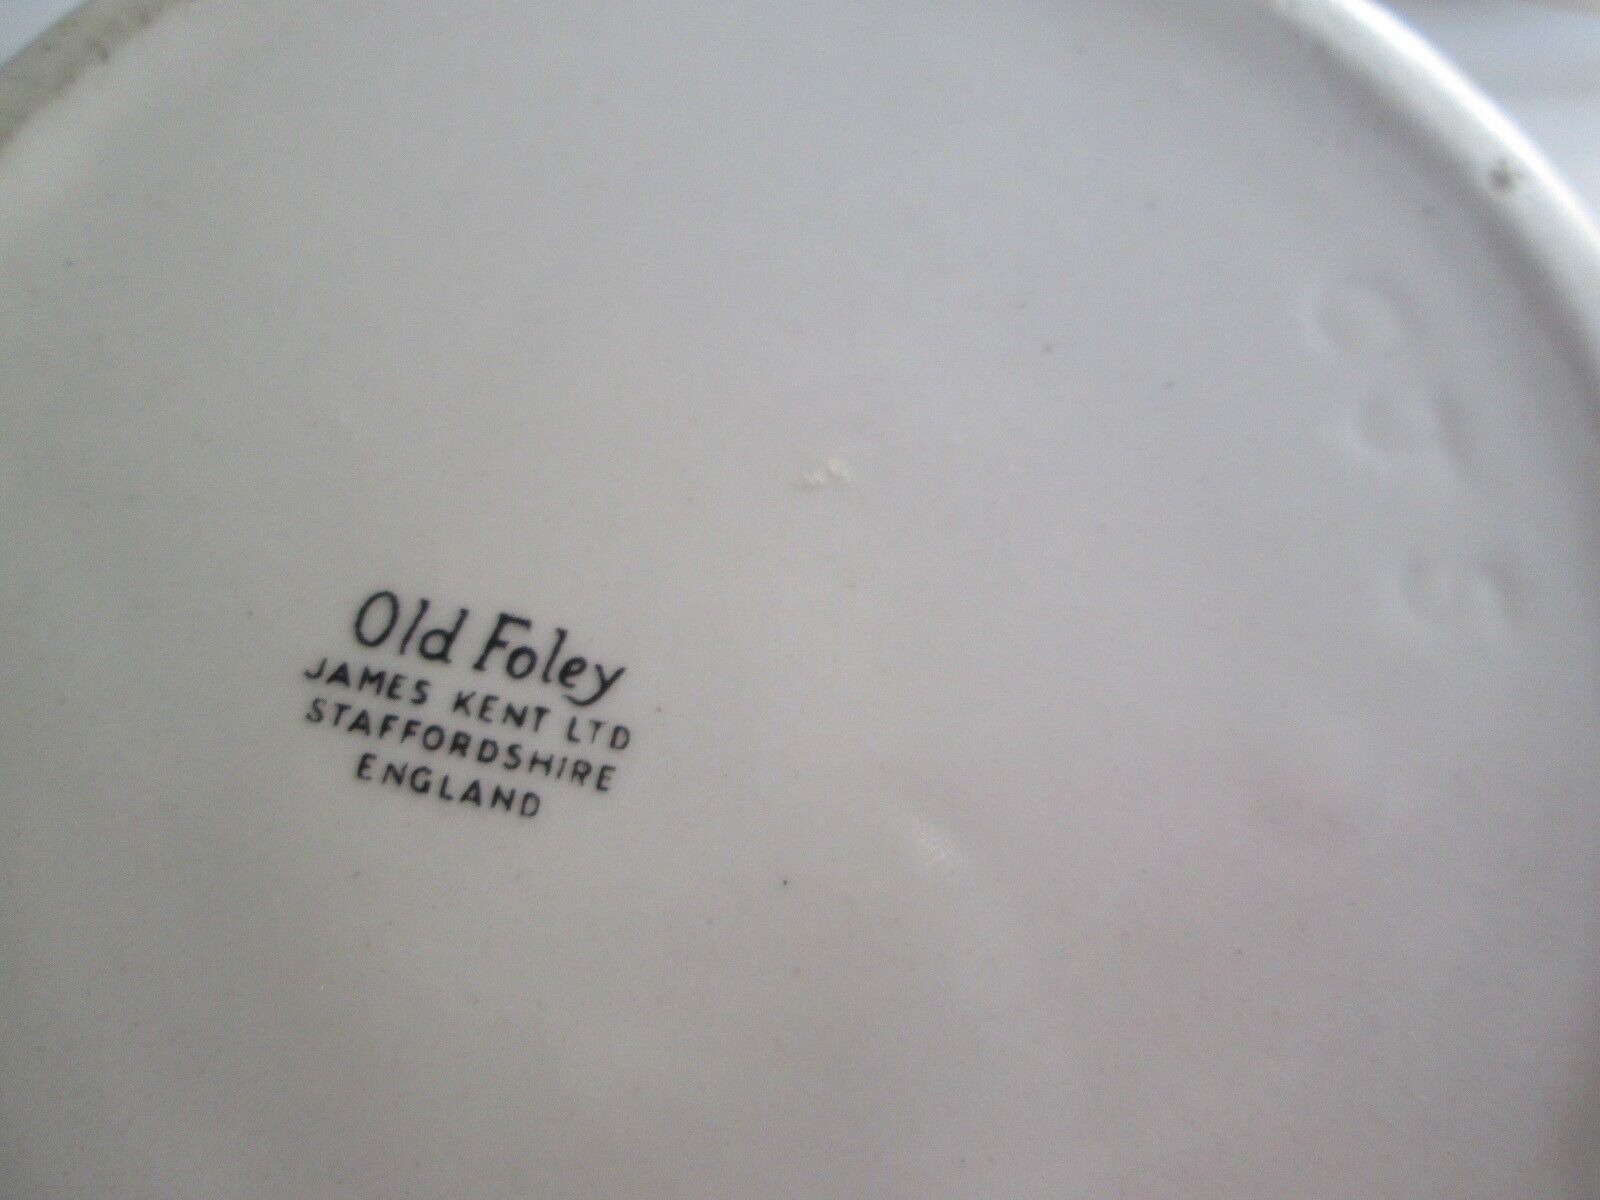 Old Foley
JAMES KENT LTD
STAFFORDSHIRE
ENGLAND